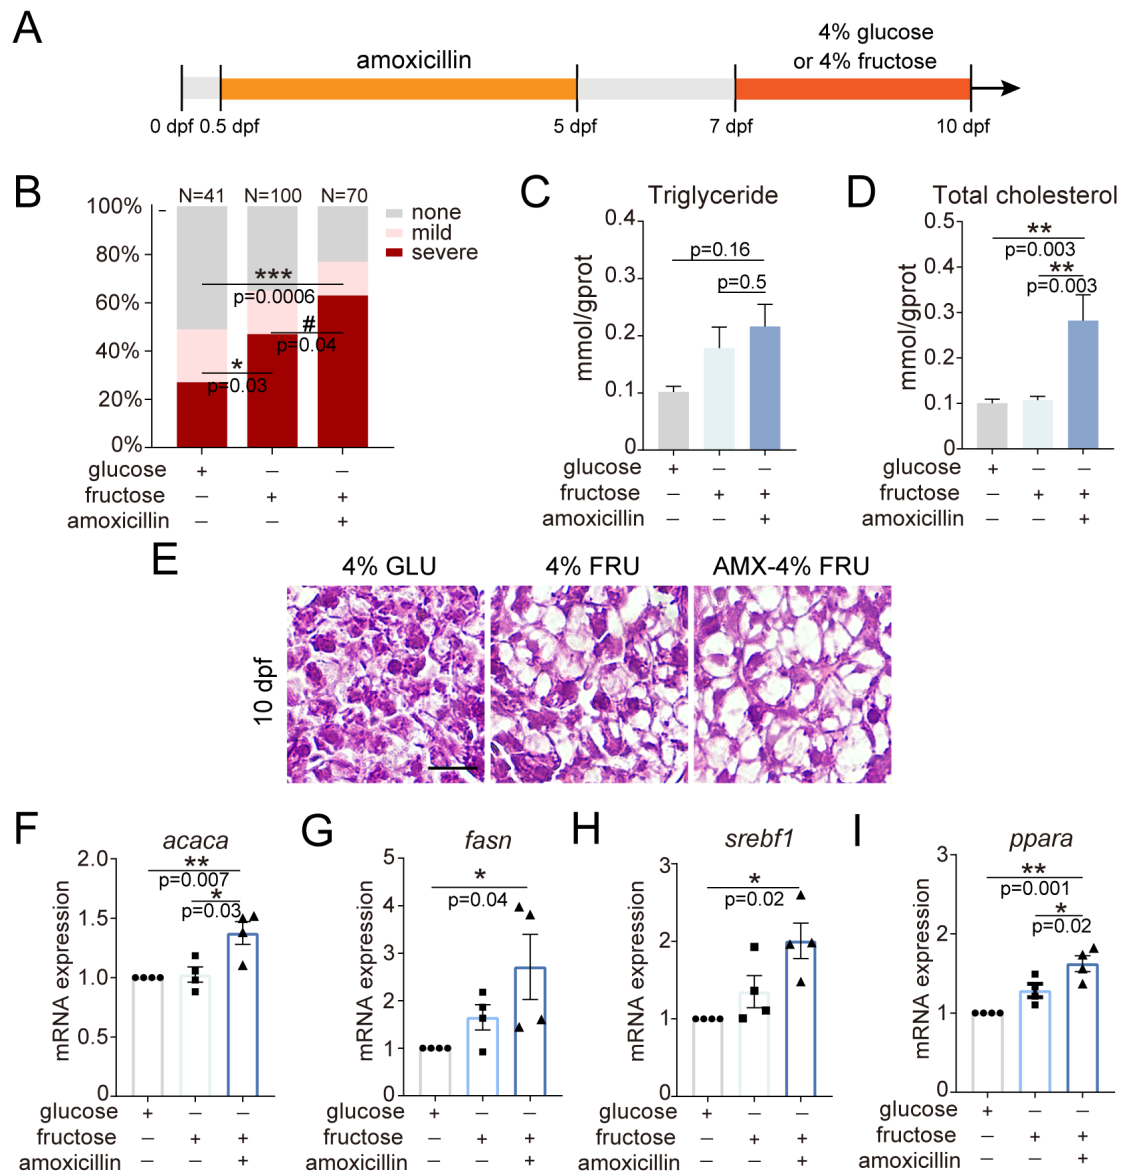 A
4% glucose
or 4% fructose
amoxicillin
0 dpf 0.5 dpf 5 dpf 7 dpf 10 dpf
B
N=41 N=100 N=70
100%
80%
60%
40%
20%
0%
none
mild
severe
***
p=0.0006
#
p=0.04
*
p=0.03
glucose + – –
fructose – + +
amoxicillin – – +
C
Triglyceride
mmol/gprot
0.4
0.3
0.2
0.1
0
p=0.16
p=0.5
glucose + – –
fructose – + +
amoxicillin – – +
D
Total cholesterol
mmol/gprot
0.5
0.4
0.3
0.2
0.1
0
**
p=0.003
**
p=0.003
glucose + – –
fructose – + +
amoxicillin – – +
E
4% GLU 4% FRU AMX-4% FRU
10 dpf
F
acaca
mRNA expression
2.0
1.5
1.0
0.5
0
**
p=0.007
*
p=0.03
glucose + – –
fructose – + +
amoxicillin – – +
G
fasn
mRNA expression
5
4
3
2
1
0
*
p=0.04
glucose + – –
fructose – + +
amoxicillin – – +
H
srebf1
mRNA expression
3
2
1
0
*
p=0.02
glucose + – –
fructose – + +
amoxicillin – – +
I
ppara
mRNA expression
3
2
1
0
**
p=0.001
*
p=0.02
glucose + – –
fructose – + +
amoxicillin – – +